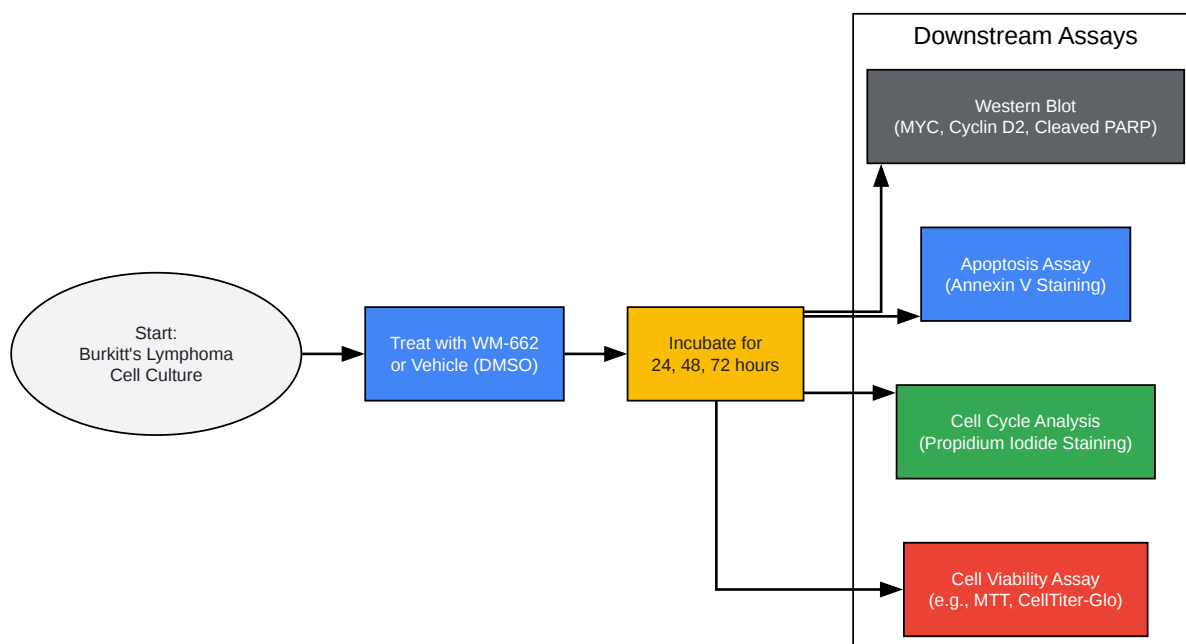 Downstream Assays
Western Blot
(MYC, Cyclin D2, Cleaved PARP)
Apoptosis Assay
(Annexin V Staining)
Start:
Burkitt's Lymphoma
Cell Culture
Treat with WM-662
or Vehicle (DMSO)
Incubate for
24, 48, 72 hours
Cell Cycle Analysis
(Propidium Iodide Staining)
Cell Viability Assay
(e.g., MTT, CellTiter-Glo)